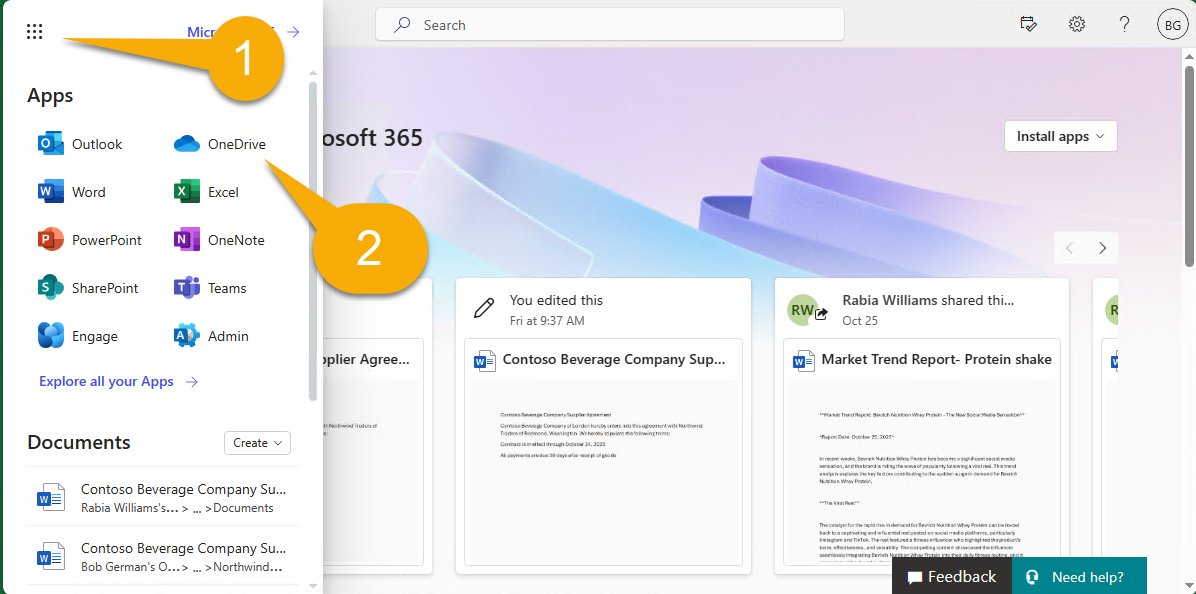 Search
BG
1
Apps
Outlook
OneDrive
Word
Excel
PowerPoint
OneNote
SharePoint
Teams
Engage
Admin
Explore all your Apps
2
osoft 365
Install apps
You edited this
Fri at 9:37 AM
RW
Rabia Williams shared thi...
Oct 25
pplier Agree...
Contoso Beverage Company Sup...
Contoso Beverage Company Supplier Agreement
Contoso Beverage Company of London hereby enters into this agreement with Northwind
Traders of Redmond, Washington. We hereby stipulate the following terms:
Contract is in effect through October 24, 2025
All payments are due 30 days after receipt of goods
Market Trend Report- Protein shake
**Market Trend Report: Bevrich Nutrition Whey Protein - The New Social Media Sensation**
*Report Date: October 25, 2023*
In recent weeks, Bevrich Nutrition Whey Protein has become a significant social media
sensation, and the brand is riding the wave of popularity following a viral reel. This trend
analysis explores the key factors contributing to the sudden surge in demand for Bevrich
Nutrition Whey Protein.
**The Viral Reel**
The catalyst for the rapid rise in demand for Bevrich Nutrition Whey Protein can be traced
back to a captivating and influential reel posted on social media platforms, particularly
Instagram and TikTok. The reel featured a fitness influencer who highlighted the product's
taste, effectiveness, and versatility. The compelling content showcased the influencer
seamlessly integrating Bevrich Nutrition Whey Protein into their daily fitness routine, and it
Documents
Create
Contoso Beverage Company Su...
Rabia Williams's... > ... >Documents
Contoso Beverage Company Su...
Bob German's O... > ... >Northwind...
Feedback
Need help?